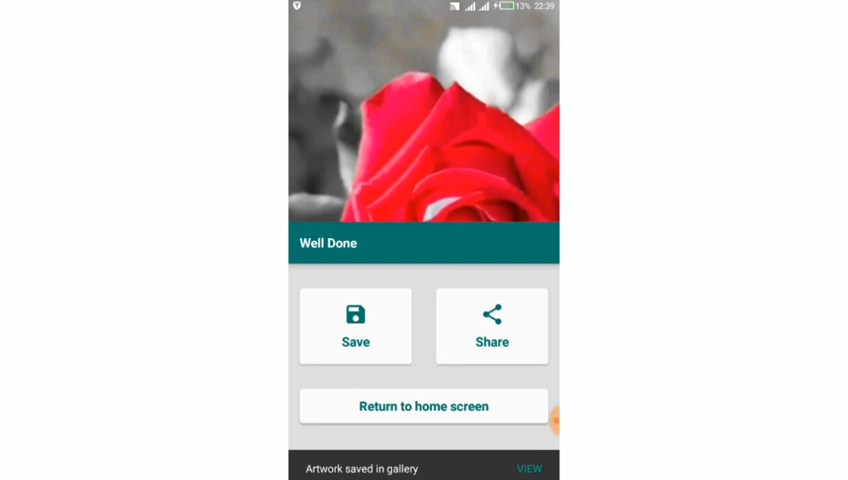 13% 22:39
Well Done
Save
Share
Return to home screen
Artwork saved in gallery VIEW